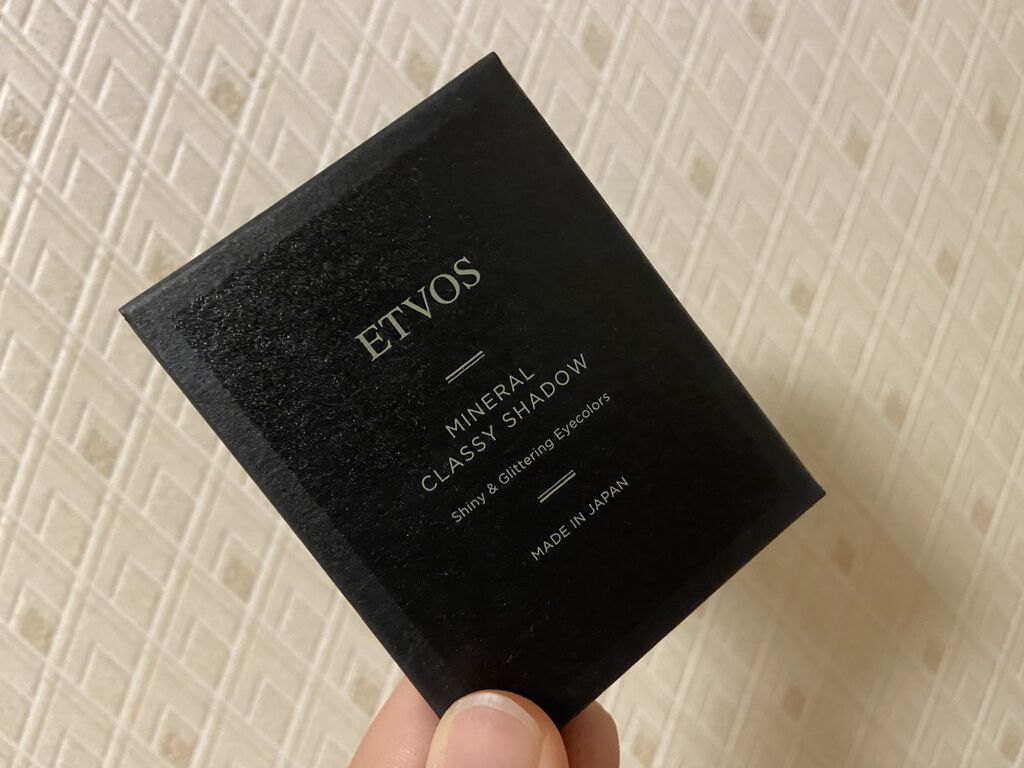 ETVOS
MINERAL
CLASSY SHADOW
Shiny & Glittering Eyecolors
MADE IN JAPAN